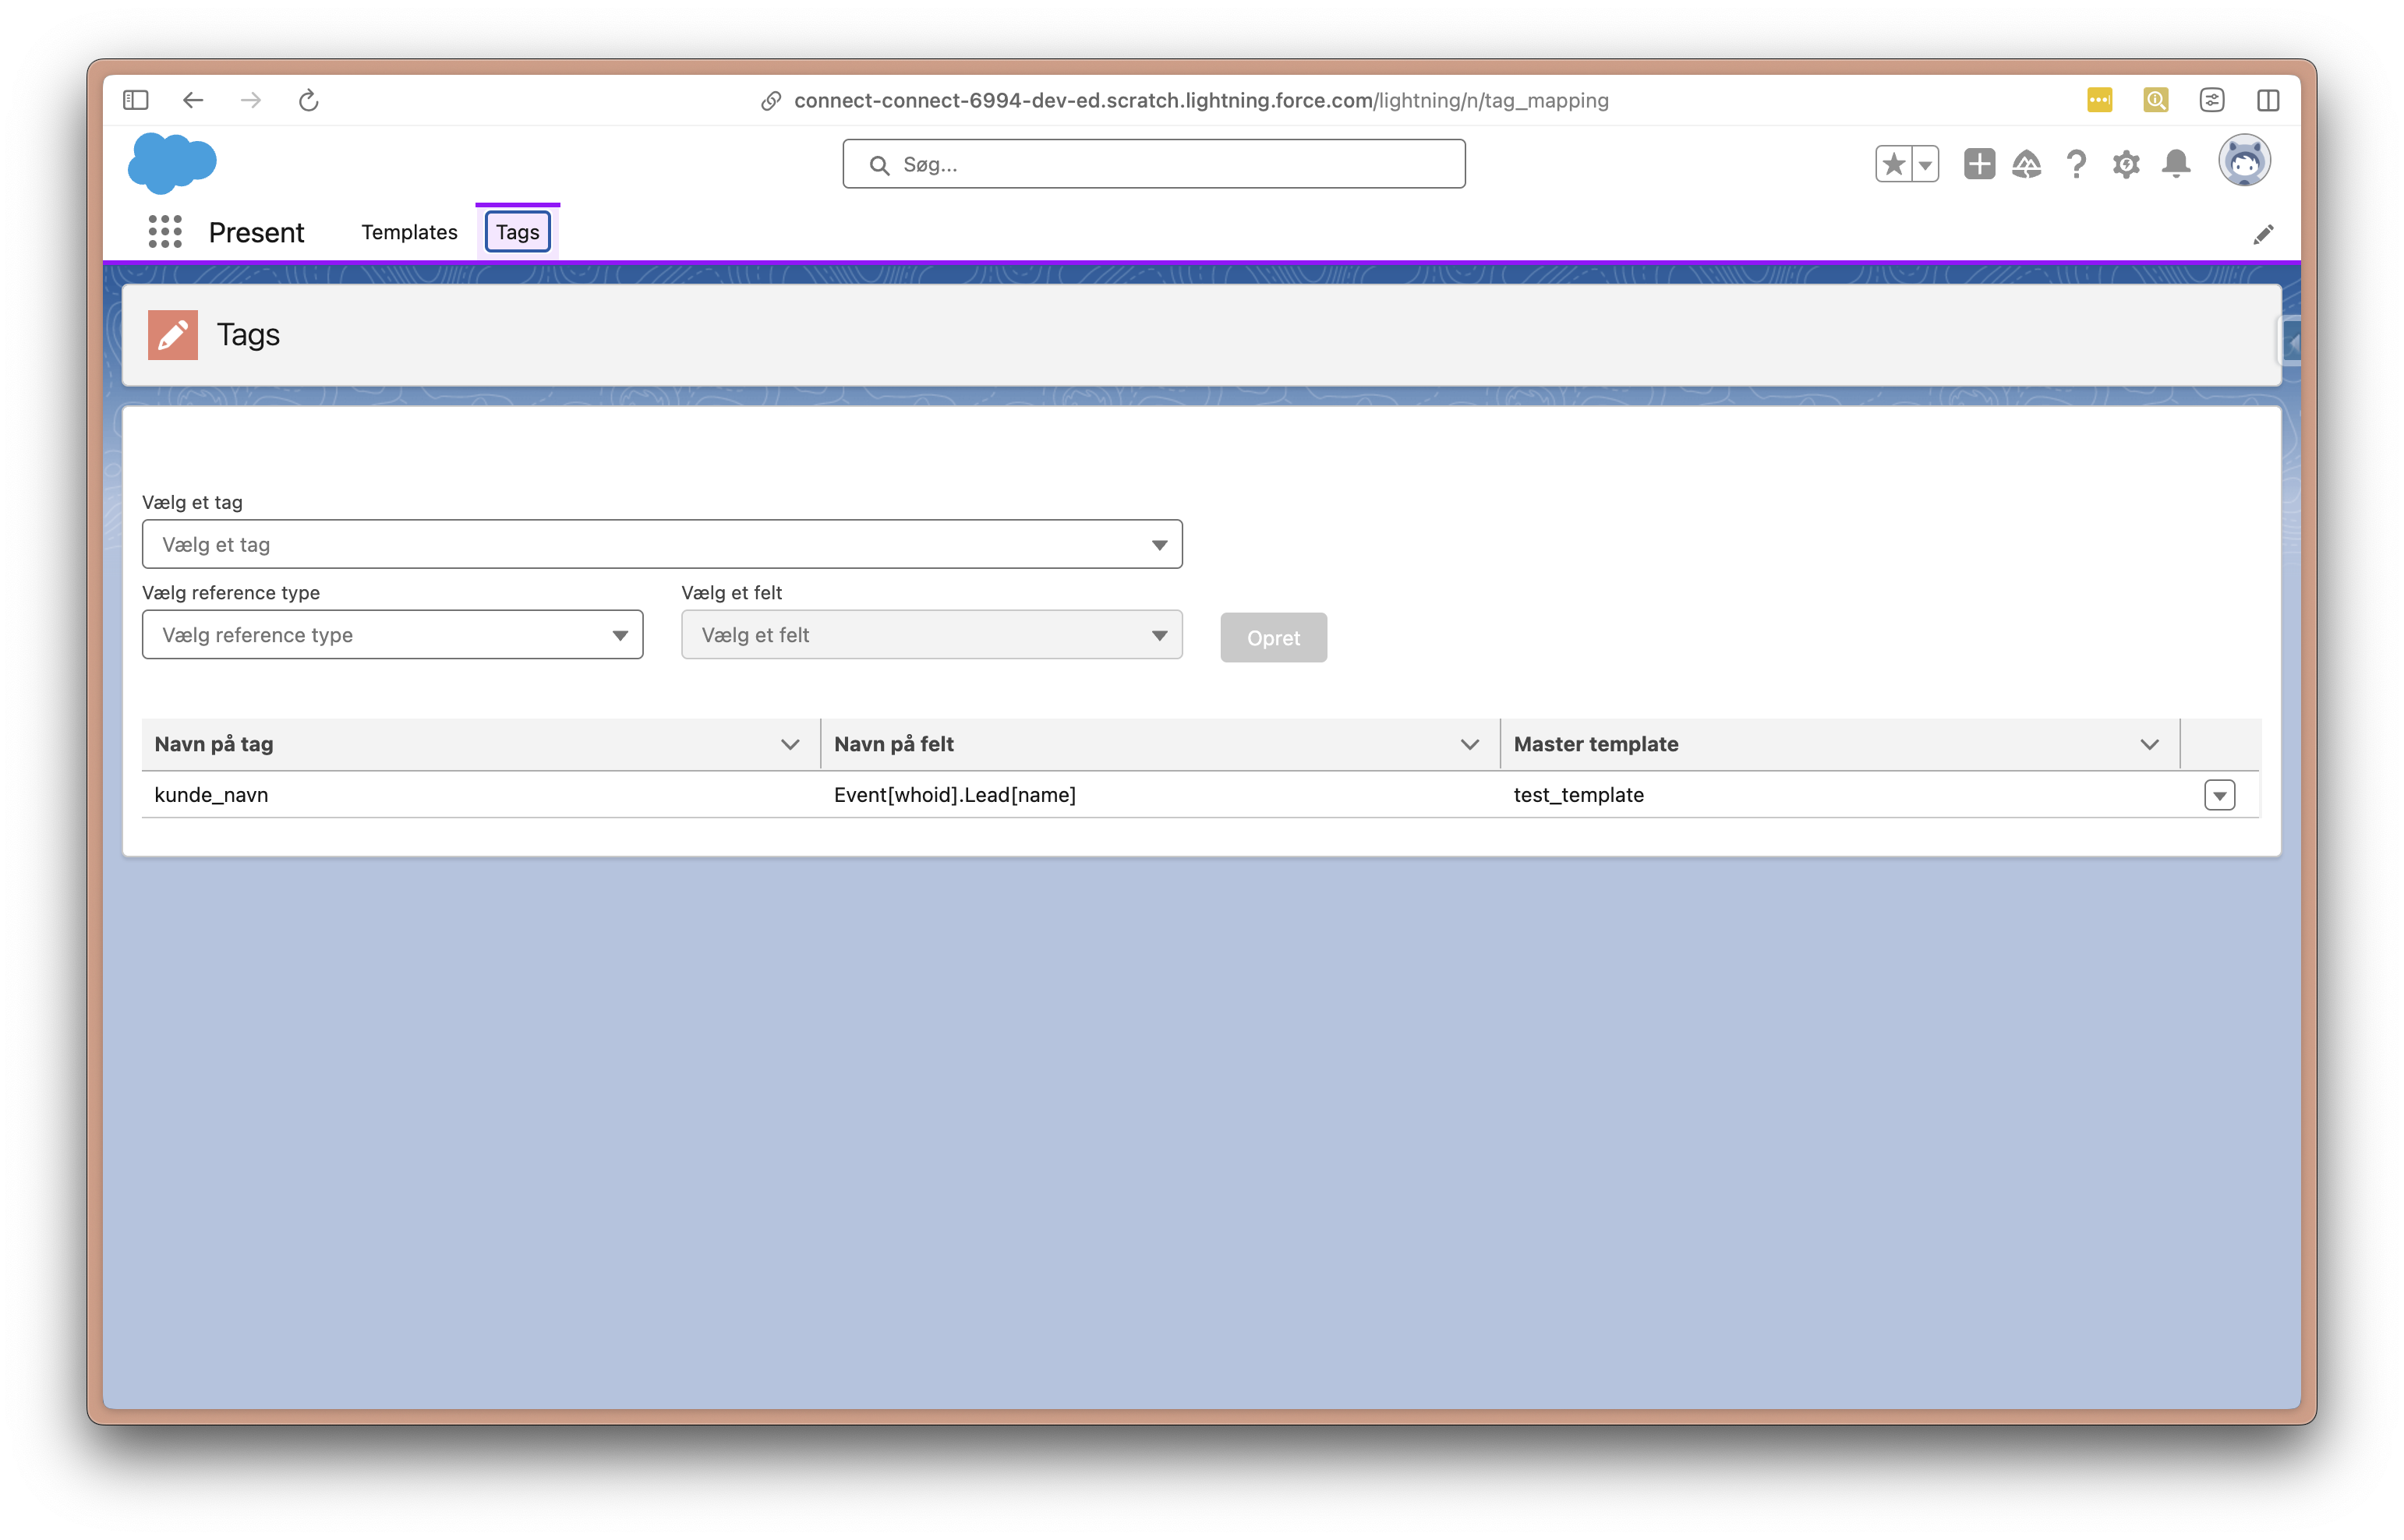 connect-connect-6994-dev-ed.scratch.lightning.force.com/lightning/n/tag_mapping
Søg...
Present Templates Tags
Tags
Vælg et tag
Vælg et tag
Vælg reference type Vælg et felt
Vælg reference type Vælg et felt Opret
Navn på tag Navn på felt Master template
kunde_navn Event[whoid].Lead[name] test_template